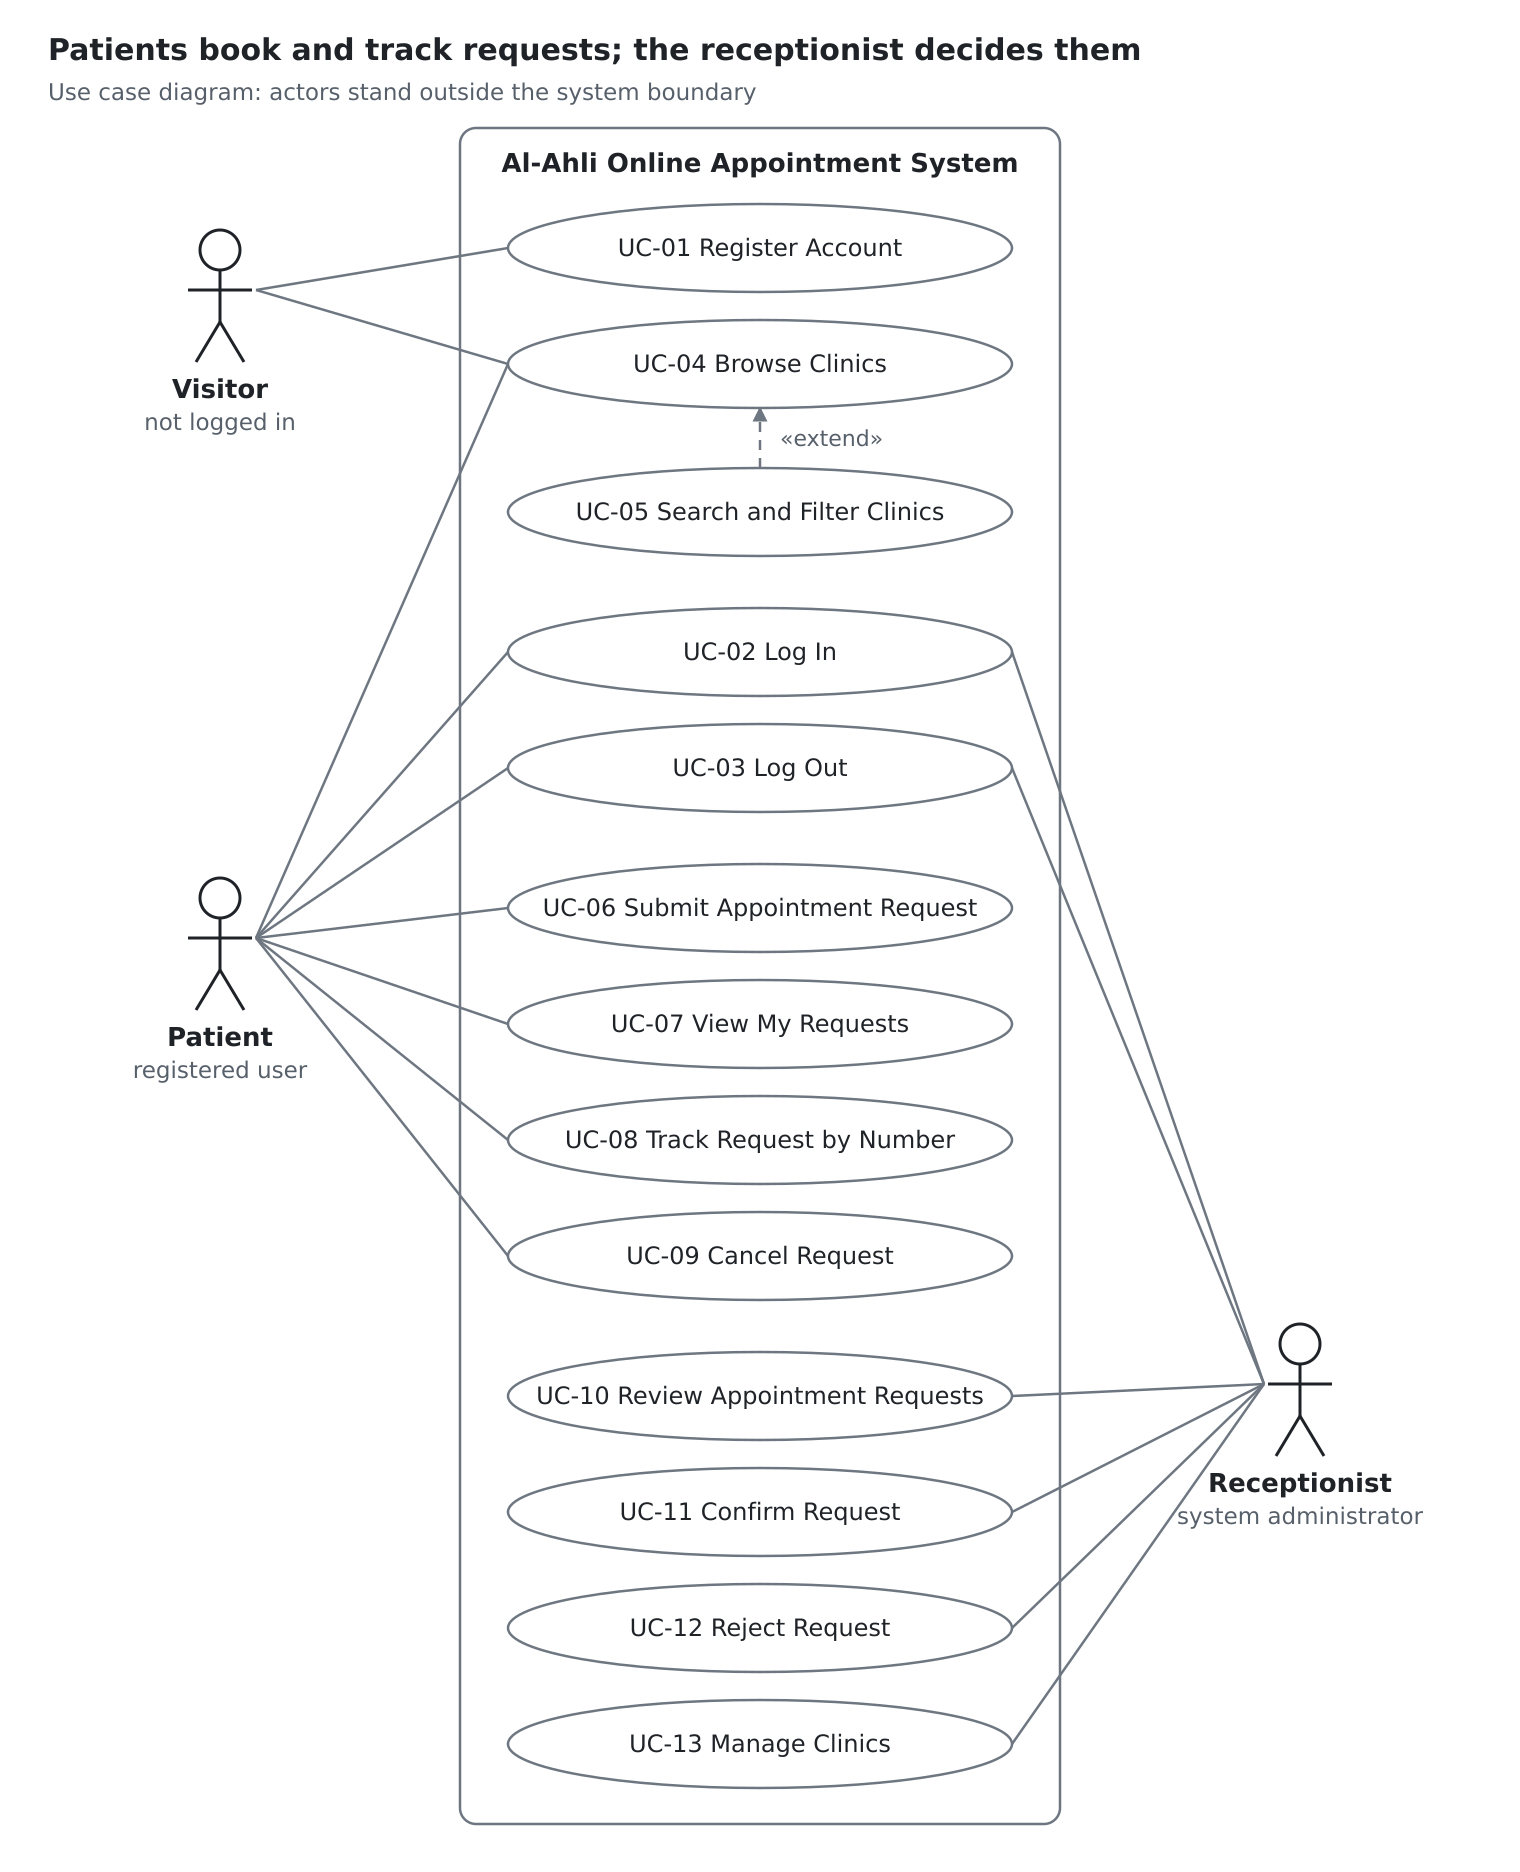 Patients book and track requests; the receptionist decides them
Use case diagram: actors stand outside the system boundary
Al-Ahli Online Appointment System
UC-01 Register Account
UC-04 Browse Clinics
Visitor
not logged in
«extend»
UC-05 Search and Filter Clinics
UC-02 Log In
UC-03 Log Out
UC-06 Submit Appointment Request
UC-07 View My Requests
Patient
registered user
UC-08 Track Request by Number
UC-09 Cancel Request
UC-10 Review Appointment Requests
Receptionist
system administrator
UC-11 Confirm Request
UC-12 Reject Request
UC-13 Manage Clinics